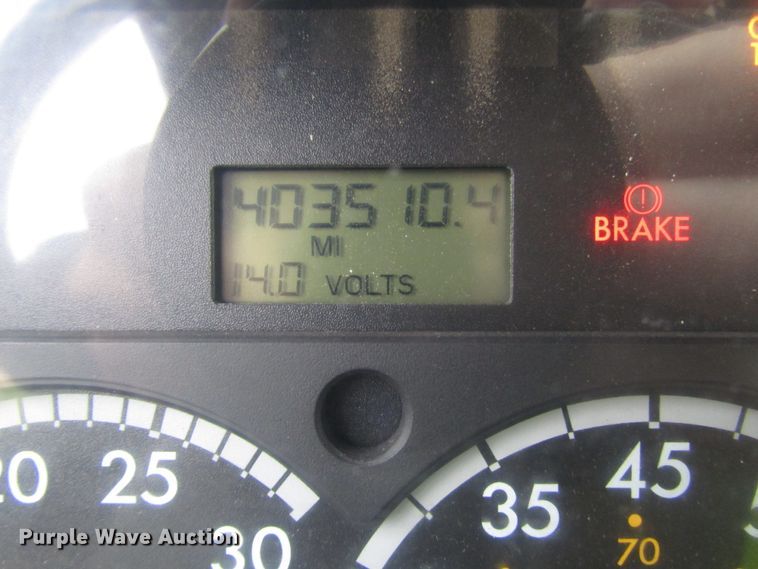 403510.4
MI
14.0 VOLTS
BRAKE
20 25 30
35 45
70
Purple Wave Auction